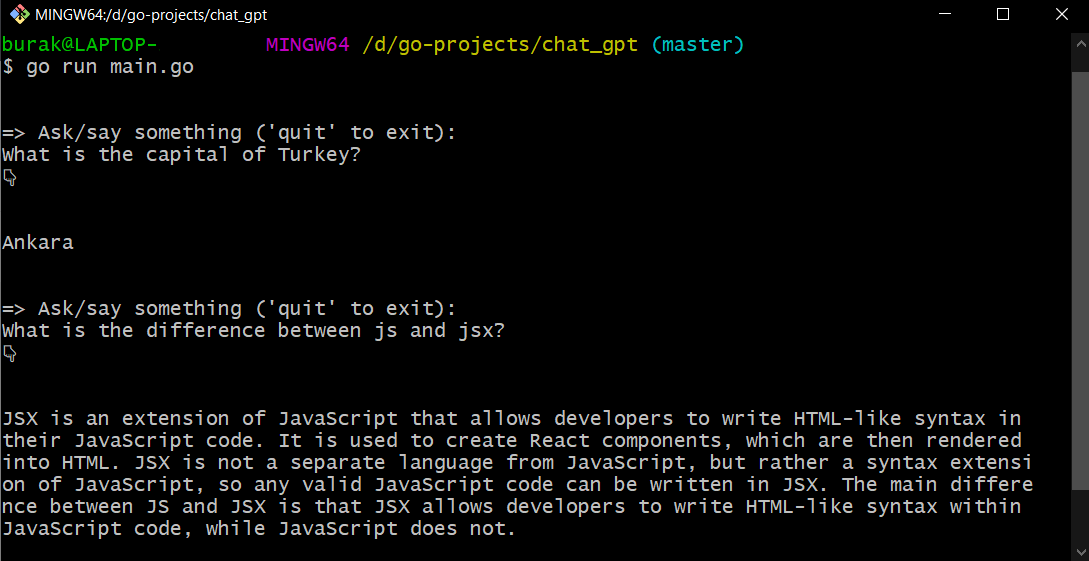 MINGW64:/d/go-projects/chat_gpt
burak@LAPTOP- MINGW64 /d/go-projects/chat_gpt (master)
$ go run main.go
=> Ask/say something ('quit' to exit):
What is the capital of Turkey?
👇
Ankara
=> Ask/say something ('quit' to exit):
What is the difference between js and jsx?
👇
JSX is an extension of JavaScript that allows developers to write HTML-like syntax in
their JavaScript code. It is used to create React components, which are then rendered
into HTML. JSX is not a separate language from JavaScript, but rather a syntax extensi
on of JavaScript, so any valid JavaScript code can be written in JSX. The main differe
nce between JS and JSX is that JSX allows developers to write HTML-like syntax within
JavaScript code, while JavaScript does not.